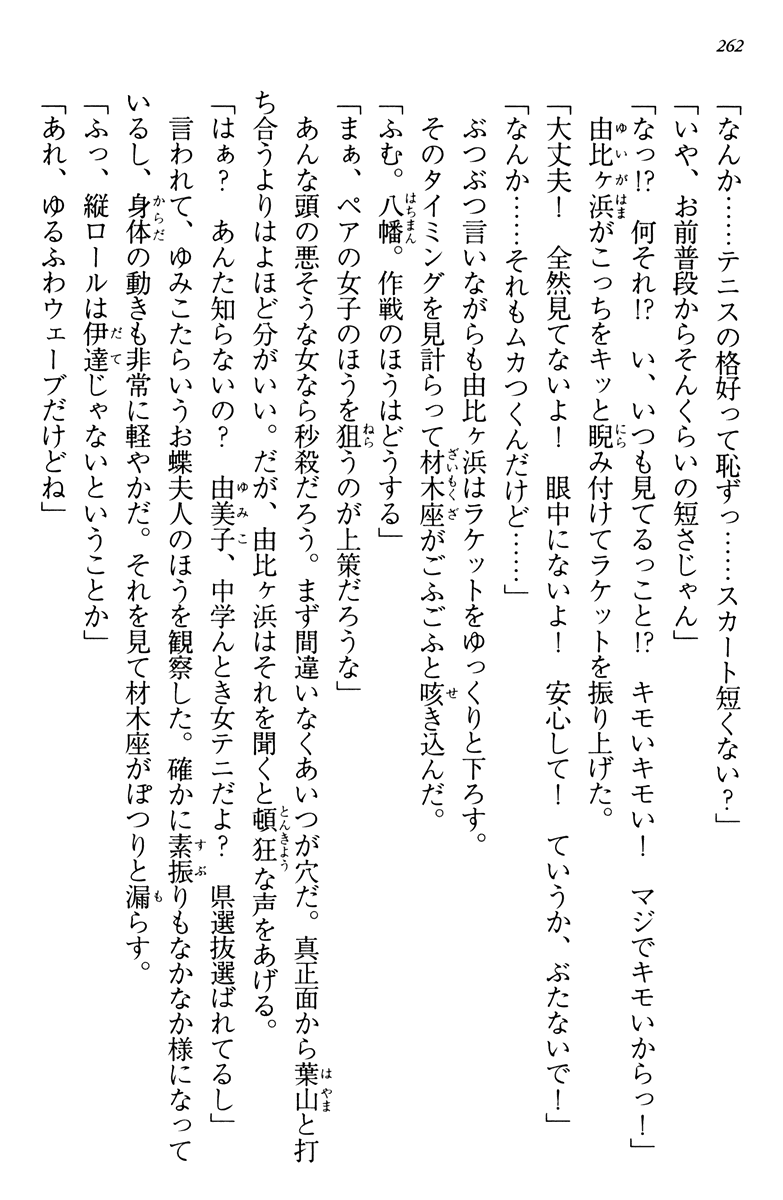 262
「なんか……テニスの格好って恥ずっ……スカート短くない？」
「いや、お前普段からそんくらいの短さじゃん」
「なっ!?　何それ!?　い、いつも見てるっこと!?　キモいキモい！　マジでキモいからっ！」
由比ヶ浜がこっちをキッと睨み付けてラケットを振り上げた。
「大丈夫！　全然見てないよ！　眼中にないよ！　安心して！　ていうか、ぶたないで！」
「なんか……それもムカつくんだけど……」
ぶつぶつ言いながらも由比ヶ浜はラケットをゆっくりと下ろす。
そのタイミングを見計らって材木座がごふごふと咳き込んだ。
「ふむ。八幡。作戦のほうはどうする」
「まぁ、ペアの女子のほうを狙うのが上策だろうな」
あんな頭の悪そうな女なら秒殺だろう。まず間違いなくあいつが穴だ。真正面から葉山と打
ち合うよりはよほど分がいい。だが、由比ヶ浜はそれを聞くと頓狂な声をあげる。
「はぁ？　あんた知らないの？　由美子、中学んとき女テニだよ？　県選抜選ばれてるし」
言われて、ゆみこたらいうお蝶夫人のほうを観察した。確かに素振りもなかなか様になって
いるし、身体の動きも非常に軽やかだ。それを見て材木座がぽつりと漏らす。
「ふっ、縦ロールは伊達じゃないということか」
「あれ、ゆるふわウェーブだけどね」